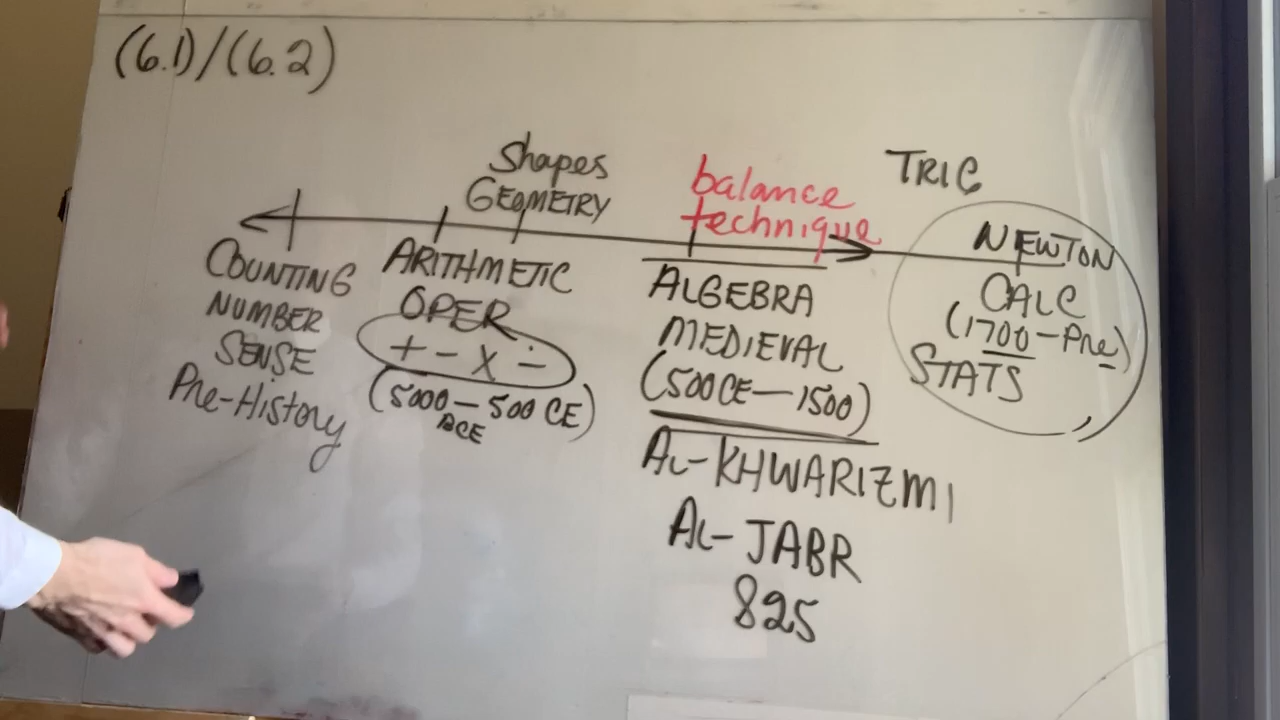 (6.1)/(6.2)
Shapes
GEOMETRY
balance
technique
TRIG
COUNTING
NUMBER
SENSE
Pre-History
ARITHMETIC
OPER
+ - X ÷
(5000 - 500 CE)
BCE
ALGEBRA
MEDIEVAL
(500CE - 1500)
AL-KHWARIZMI
AL-JABR
825
NEWTON
CALC
(1700-Pre)
STATS